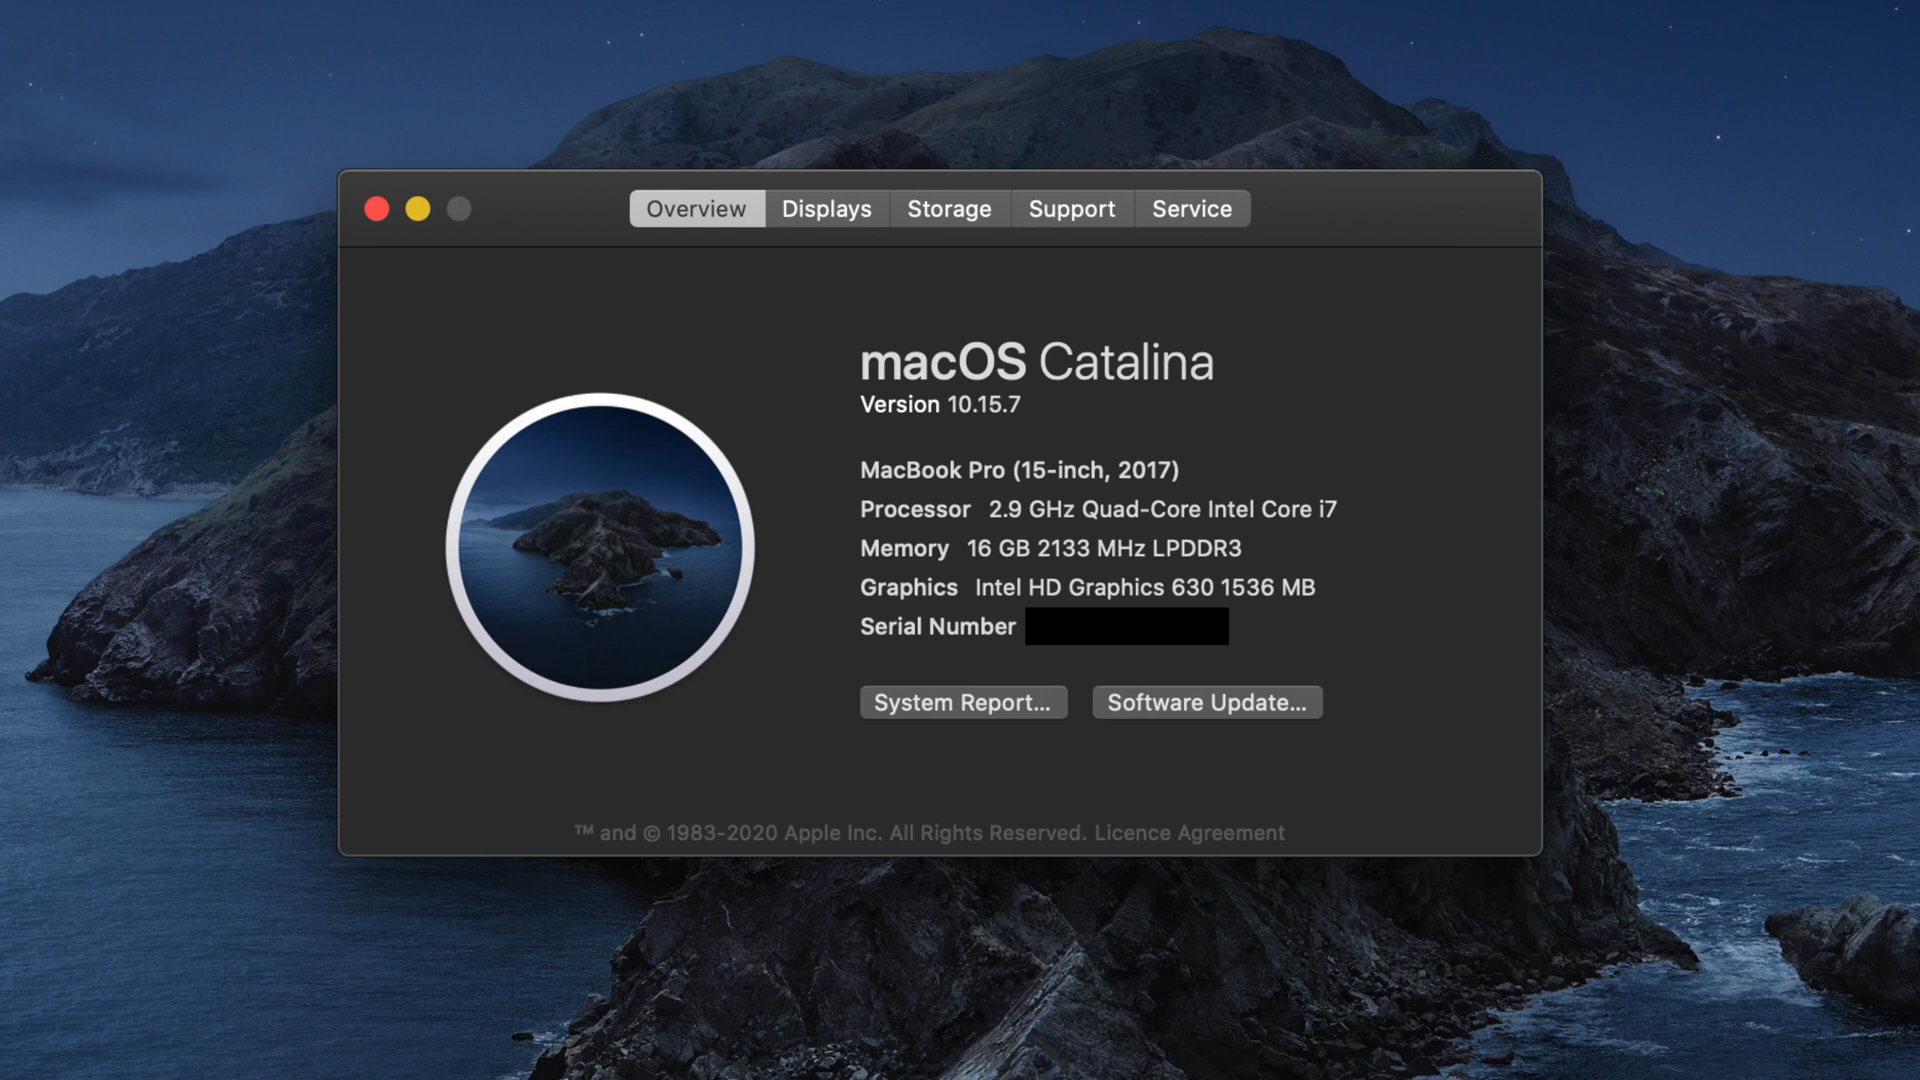 Overview Displays Storage Support Service
macOS Catalina
Version 10.15.7
MacBook Pro (15-inch, 2017)
Processor 2.9 GHz Quad-Core Intel Core i7
Memory 16 GB 2133 MHz LPDDR3
Graphics Intel HD Graphics 630 1536 MB
Serial Number
System Report... Software Update...
™ and © 1983-2020 Apple Inc. All Rights Reserved. Licence Agreement